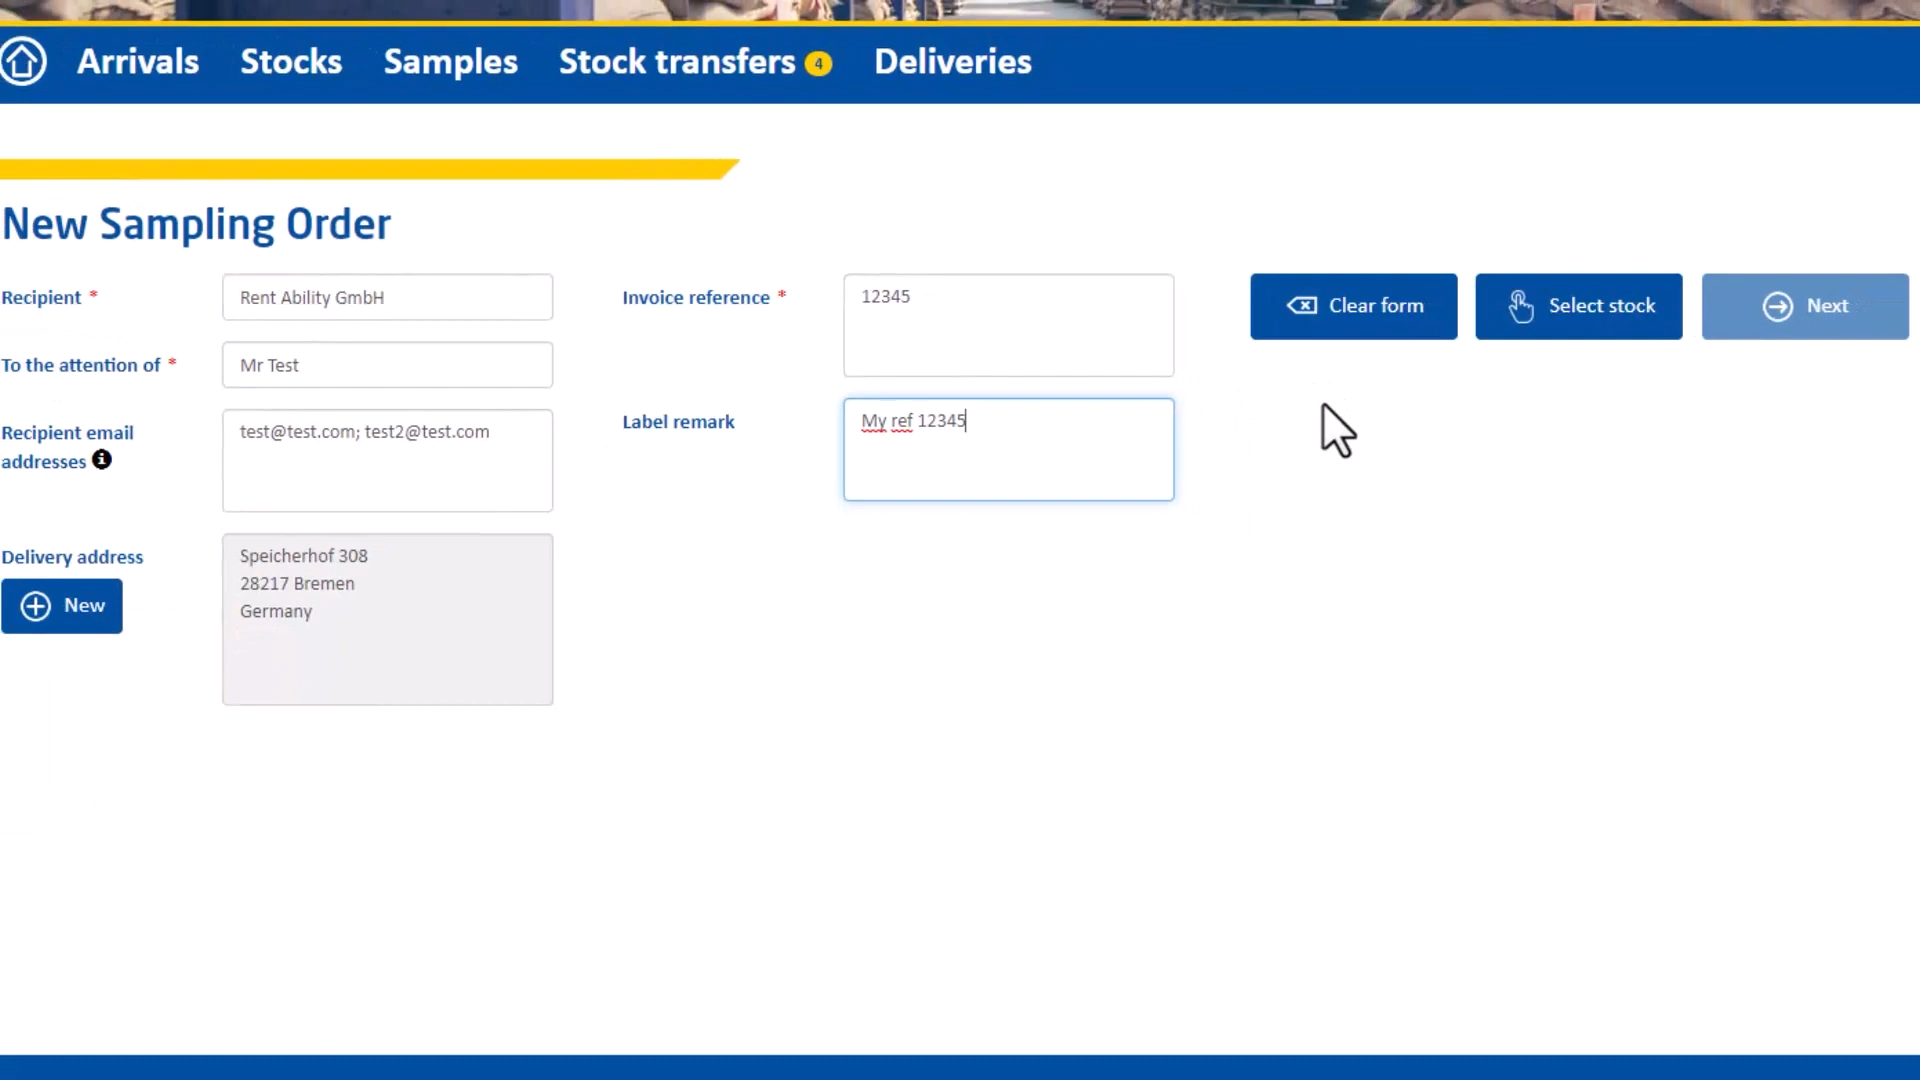 Arrivals Stocks Samples Stock transfers 4 Deliveries
New Sampling Order
Recipient * Rent Ability GmbH
To the attention of * Mr Test
Recipient email
addresses
test@test.com; test2@test.com
Delivery address
New
Speicherhof 308
28217 Bremen
Germany
Invoice reference * 12345
Label remark My ref 12345
Clear form Select stock Next